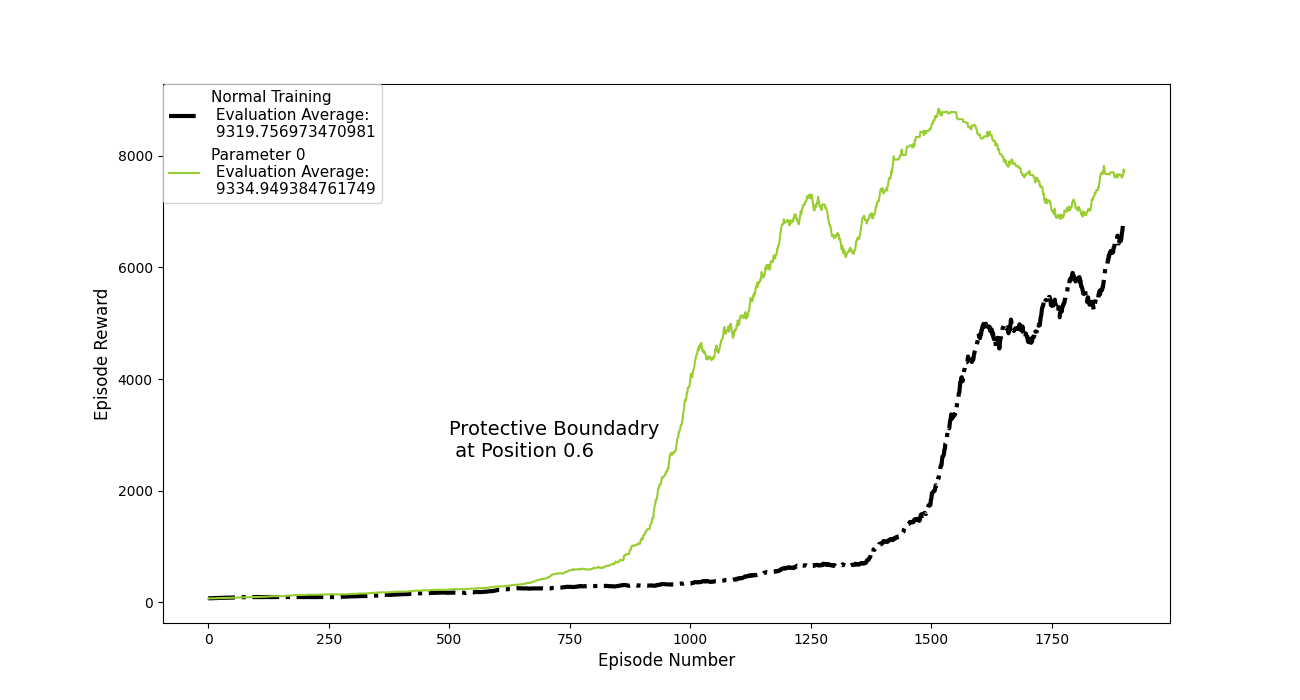 Normal Training
Evaluation Average:
9319.756973470981
Parameter 0
Evaluation Average:
9334.949384761749
8000
6000
4000
2000
0
Episode Reward
Protective Boundadry
at Position 0.6
0 250 500 750 1000 1250 1500 1750
Episode Number